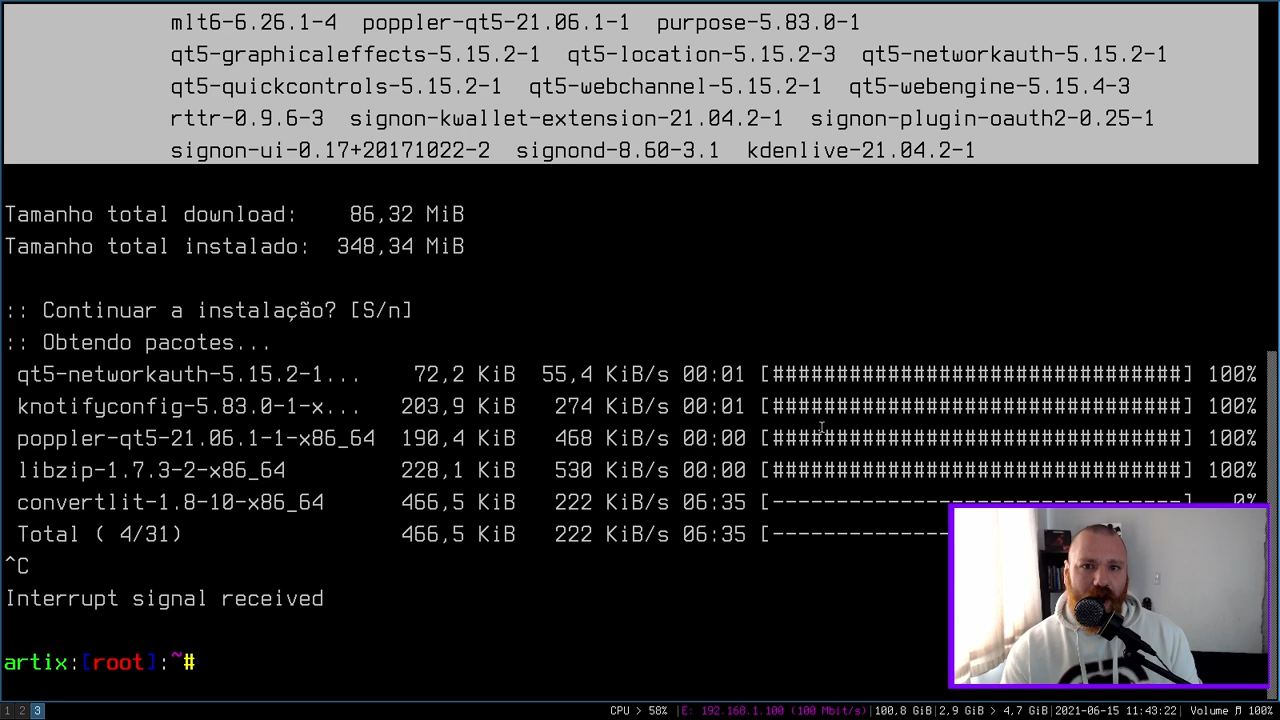 mlt6-6.26.1-4  poppler-qt5-21.06.1-1  purpose-5.83.0-1
qt5-graphicaleffects-5.15.2-1  qt5-location-5.15.2-3  qt5-networkauth-5.15.2-1
qt5-quickcontrols-5.15.2-1  qt5-webchannel-5.15.2-1  qt5-webengine-5.15.4-3
rttr-0.9.6-3  signon-kwallet-extension-21.04.2-1  signon-plugin-oauth2-0.25-1
signon-ui-0.17+20171022-2  signond-8.60-3.1  kdenlive-21.04.2-1
Tamanho total download:    86,32 MiB
Tamanho total instalado:  348,34 MiB
:: Continuar a instalação? [S/n]
:: Obtendo pacotes...
qt5-networkauth-5.15.2-1...    72,2 KiB  55,4 KiB/s 00:01 [################################] 100%
knotifyconfig-5.83.0-1-x...   203,9 KiB   274 KiB/s 00:01 [################################] 100%
poppler-qt5-21.06.1-1-x86_64  190,4 KiB   468 KiB/s 00:00 [################################] 100%
libzip-1.7.3-2-x86_64         228,1 KiB   530 KiB/s 00:00 [################################] 100%
convertlit-1.8-10-x86_64      466,5 KiB   222 KiB/s 06:35 [--------------------------------]   0%
Total ( 4/31)                 466,5 KiB   222 KiB/s 06:35 [--------------
^C
Interrupt signal received
artix:[root]:~#
1 2 3 CPU > 58% |E: 192.168.1.100 (100 Mbit/s)|100,8 GiB|2,9 GiB > 4,7 GiB|2021-06-15 11:43:22| Volume ♬ 100%